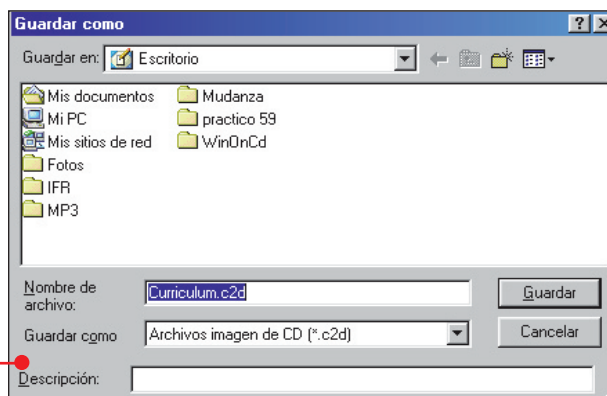 Guardar como
Guardar en: Escritorio
Mis documentos Mudanza
Mi PC practico 59
Mis sitios de red WinOnCd
Fotos
IFR
MP3
Nombre de archivo: Curriculum.c2d Guardar
Guardar como Archivos imagen de CD (*.c2d) Cancelar
Descripción: